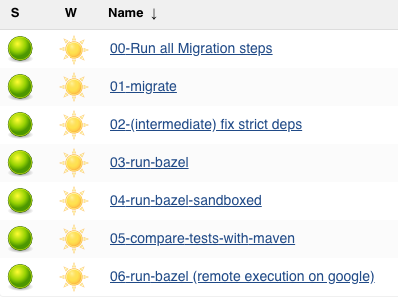 S W Name ↓
00-Run all Migration steps
01-migrate
02-(intermediate) fix strict deps
03-run-bazel
04-run-bazel-sandboxed
05-compare-tests-with-maven
06-run-bazel (remote execution on google)